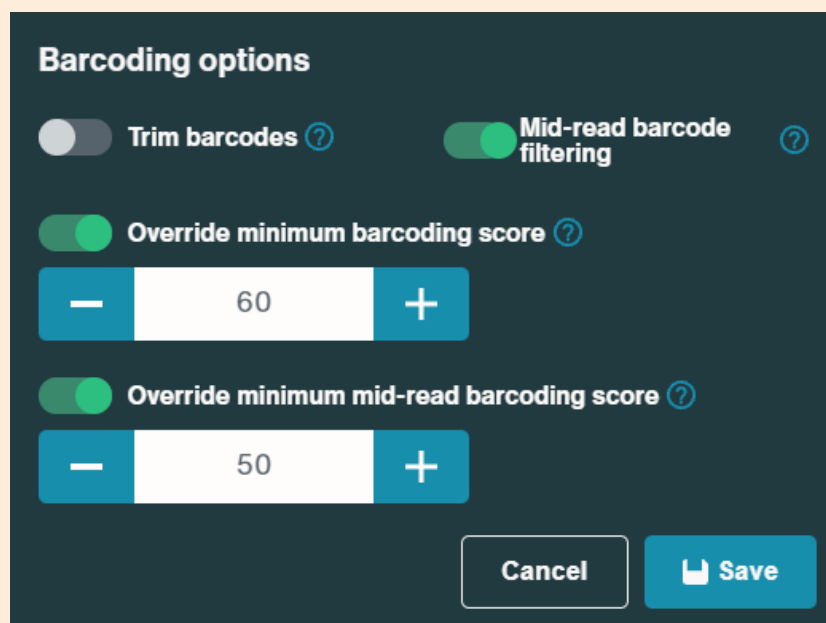 Barcoding options
Trim barcodes ?
Mid-read barcode
filtering ?
Override minimum barcoding score ?
− 60 +
Override minimum mid-read barcoding score ?
− 50 +
Cancel
Save